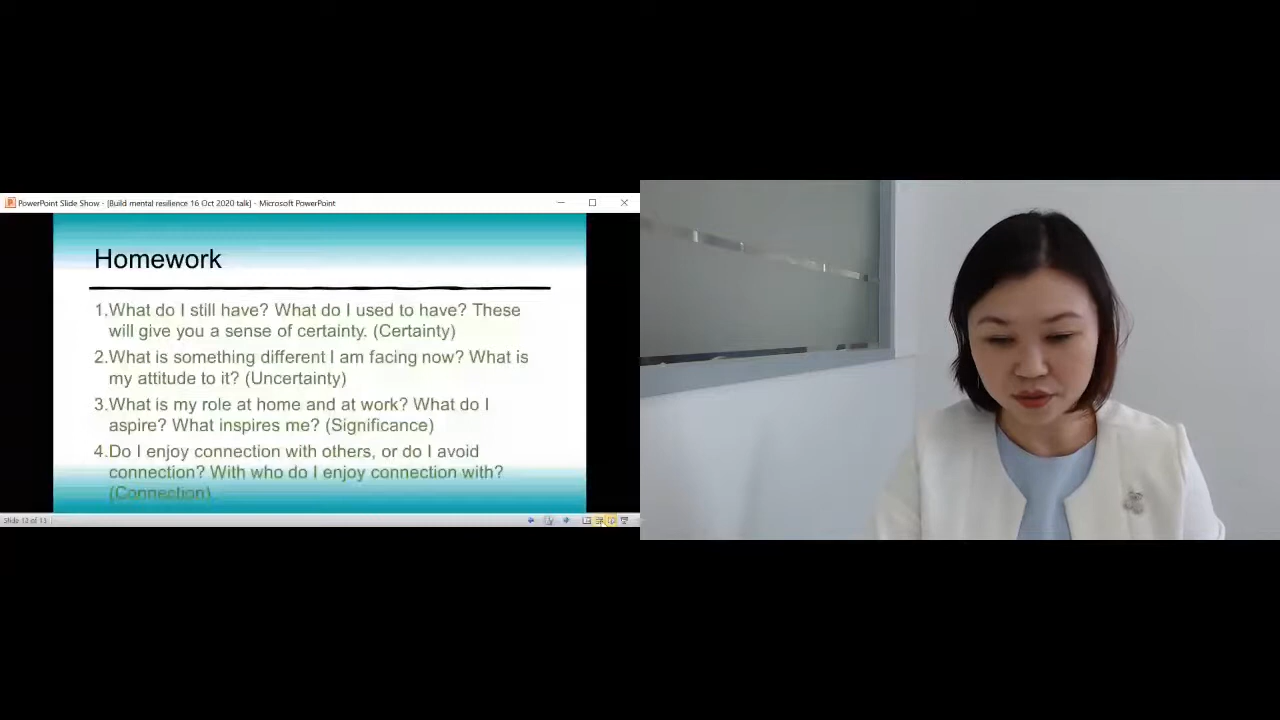 PowerPoint Slide Show - [Build mental resilience 16 Oct 2020 talk] - Microsoft PowerPoint
Homework
1.What do I still have? What do I used to have? These
will give you a sense of certainty. (Certainty)
2.What is something different I am facing now? What is
my attitude to it? (Uncertainty)
3.What is my role at home and at work? What do I
aspire? What inspires me? (Significance)
4.Do I enjoy connection with others, or do I avoid
connection? With who do I enjoy connection with?
(Connection)
Slide 13 of 13